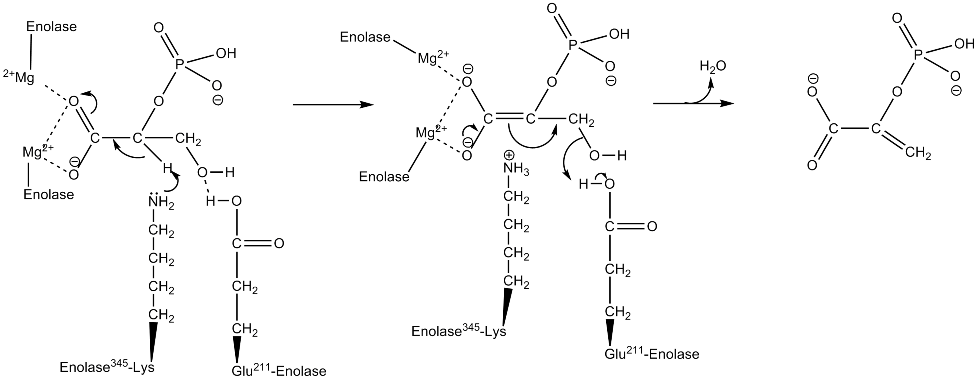 Enolase
²⁺Mg
Mg²⁺
Enolase
O
P
OH
O
⊖
O
O
C
C
CH₂
⊖
O
H
O
H
N̈H₂
H
O
CH₂
C
O
CH₂
CH₂
CH₂
CH₂
CH₂
Enolase³⁴⁵-Lys
Glu²¹¹-Enolase
Enolase
Mg²⁺
Mg²⁺
Enolase
O
P
OH
O
⊖
⊖
O
O
C
C
CH₂
⊖
O
O
H
⊕
NH₃
H
O
CH₂
CH₂
C
O
CH₂
CH₂
CH₂
CH₂
Enolase³⁴⁵-Lys
Glu²¹¹-Enolase
H₂O
O
P
OH
O
⊖
⊖
O
O
C
C
O
CH₂